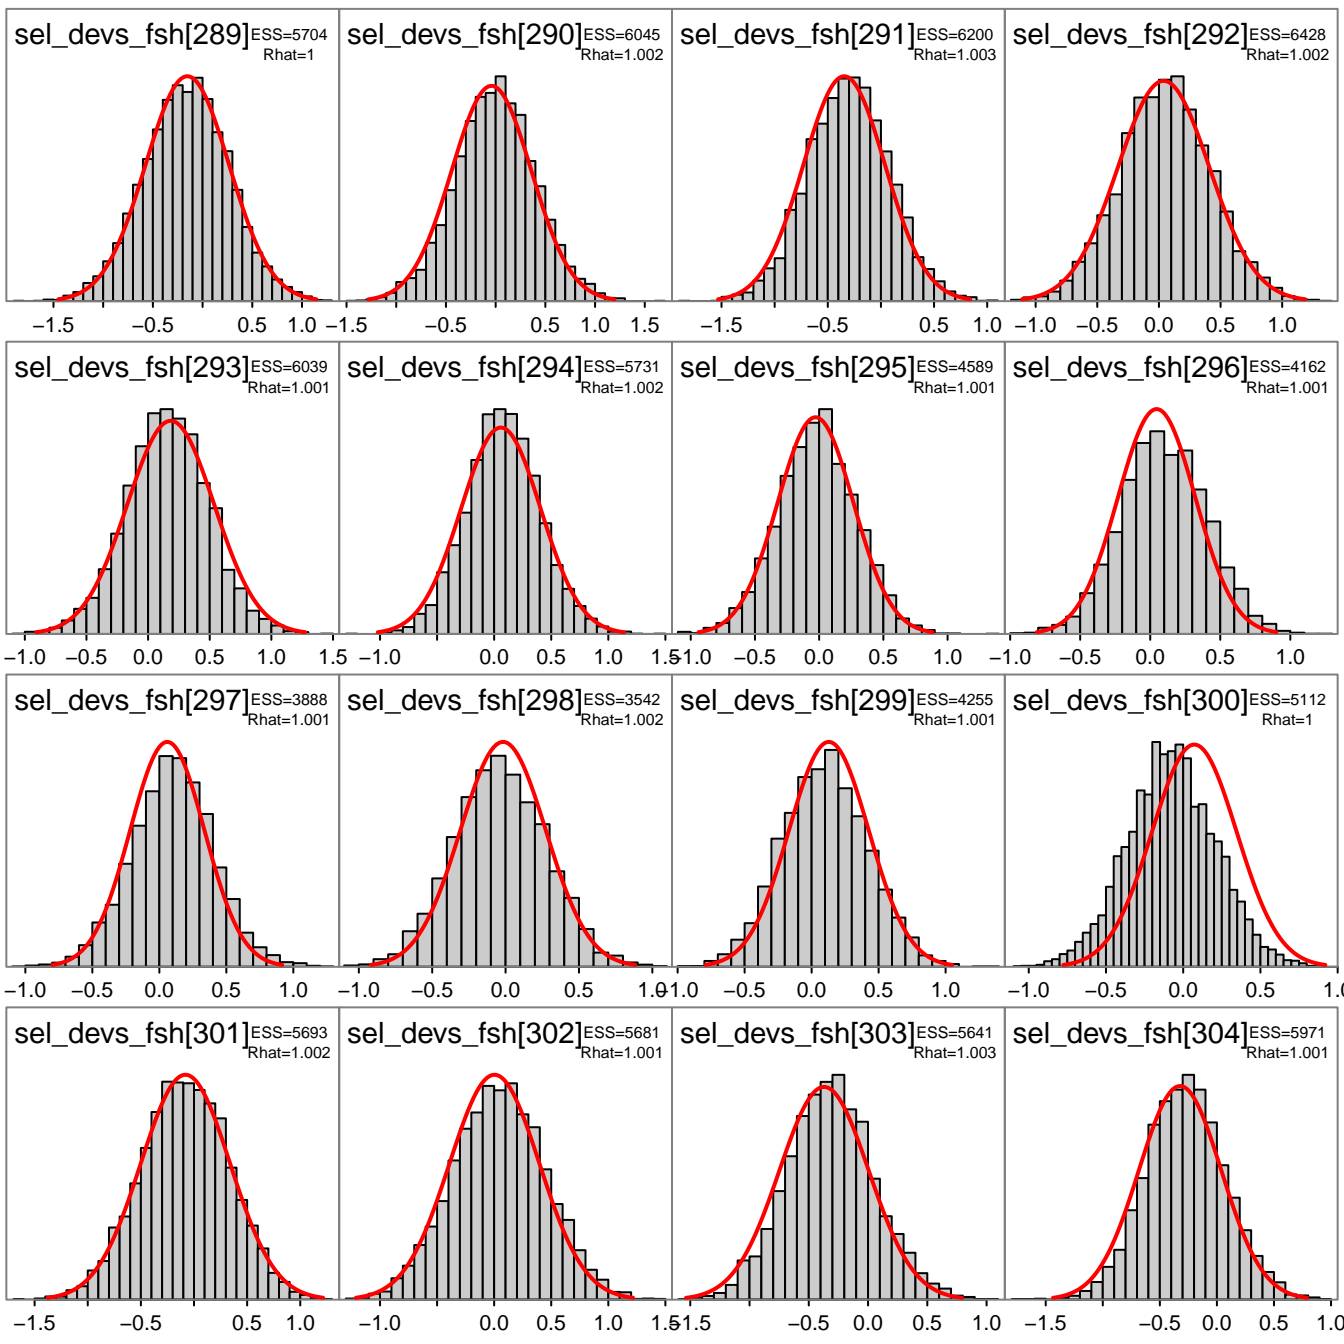 sel_devs_fsh[289] ESS=5704
Rhat=1
sel_devs_fsh[290] ESS=6045
Rhat=1.002
sel_devs_fsh[291] ESS=6200
Rhat=1.003
sel_devs_fsh[292] ESS=6428
Rhat=1.002
−1.5 −0.5 0.5
−1.5 −0.5 0.5 1.5
−1.5 −0.5 0.5 1.0
−1.0 −0.5 0.0 0.5 1.0
sel_devs_fsh[293] ESS=6039
Rhat=1.001
sel_devs_fsh[294] ESS=5731
Rhat=1.002
sel_devs_fsh[295] ESS=4589
Rhat=1.001
sel_devs_fsh[296] ESS=4162
Rhat=1.001
−1.0 −0.5 0.0 0.5 1.0 1.5
−1.0 0.0 0.5 1.0 1.5
−1.0 −0.5 0.0 0.5 1.0
−1.0 −0.5 0.0 0.5 1.0
sel_devs_fsh[297] ESS=3888
Rhat=1.001
sel_devs_fsh[298] ESS=3542
Rhat=1.002
sel_devs_fsh[299] ESS=4255
Rhat=1.001
sel_devs_fsh[300] ESS=5112
Rhat=1
−1.0 −0.5 0.0 0.5 1.0
−1.0 −0.5 0.0 0.5 1.0
−1.0 −0.5 0.0 0.5 1.0
−1.0 −0.5 0.0 0.5 1.0
sel_devs_fsh[301] ESS=5693
Rhat=1.002
sel_devs_fsh[302] ESS=5681
Rhat=1.001
sel_devs_fsh[303] ESS=5641
Rhat=1.003
sel_devs_fsh[304] ESS=5971
Rhat=1.001
−1.5 −0.5 0.5 1.0
−1.0 0.0 0.5 1.0 1.5
−1.5 −0.5 0.0 0.5 1.0
−1.5 −0.5 0.0 0.5 1.0